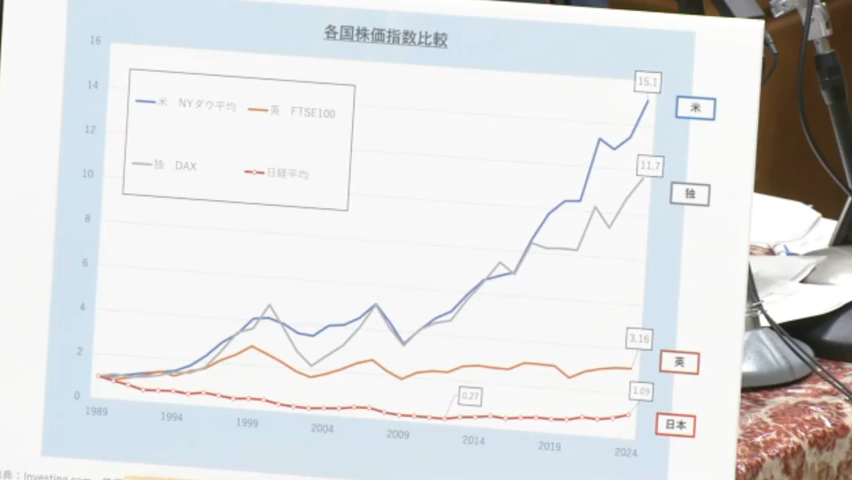 各国株価指数比較
16
14
12
10
8
6
4
2
0
米 NYダウ平均
英 FTSE100
独 DAX
日経平均
15.1
米
11.7
独
3.16
英
0.27
1.09
日本
1989
1994
1999
2004
2009
2014
2019
2024
Investing.com